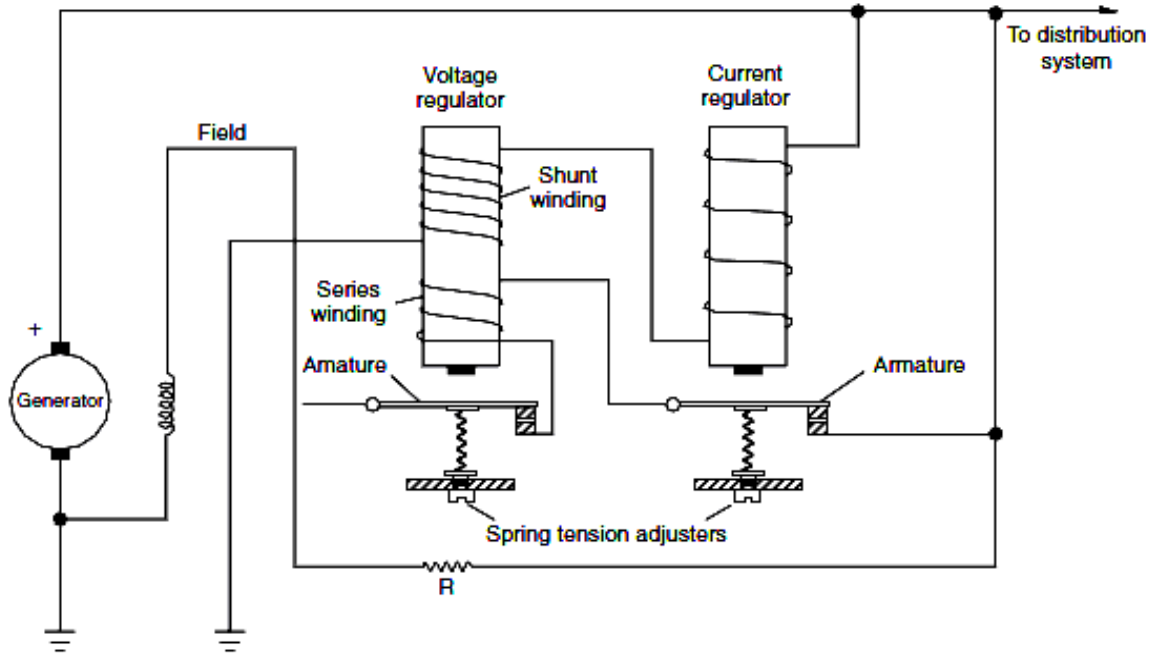 To distribution
system
Voltage
regulator
Current
regulator
Field
Shunt
winding
Series
winding
+
Amature
Armature
Generator
Spring tension adjusters
R